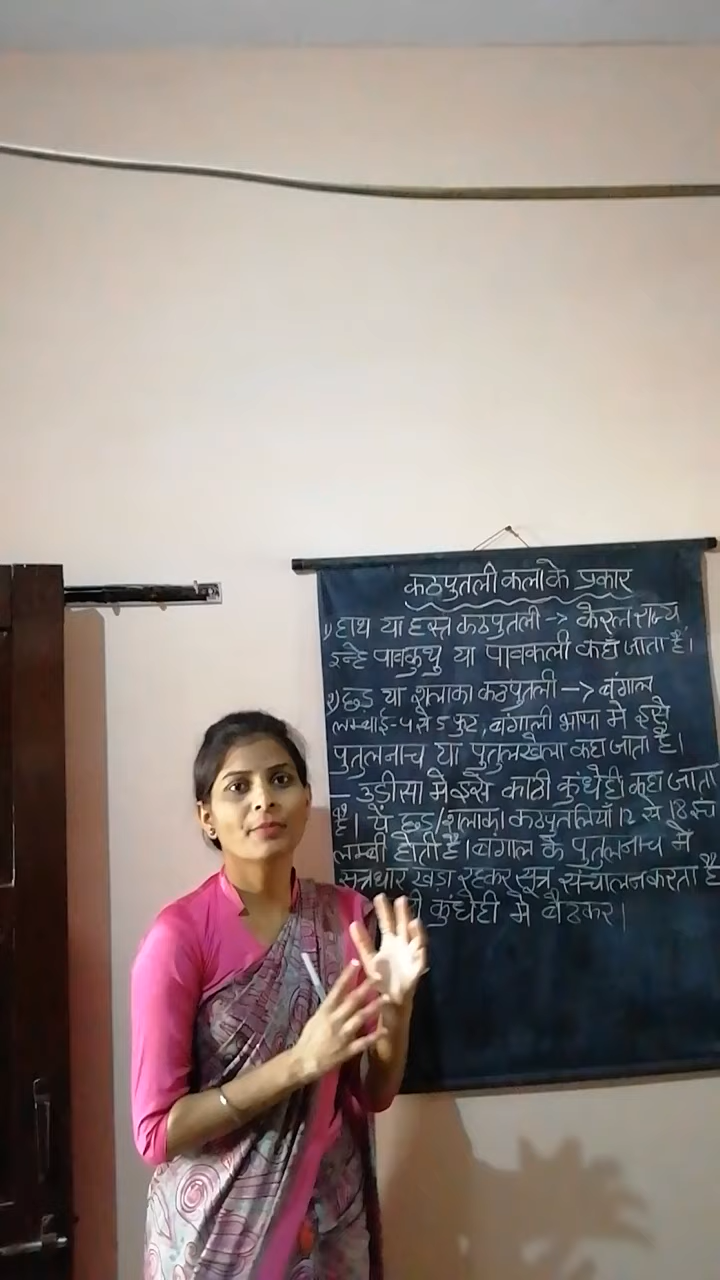 कठपुतली कला के प्रकार
1) हाथ या हस्त कठपुतली -> केरल राज्य
इन्हे पावकुथु या पावकली कहाँ जाता है।
2) छड़ या शलाका कठपुतली -> बंगाल
लम्बाई-4 से 5 फुट, बंगाली भाषा में इसे
पुतुलनाच या पुतुलखेला कहा जाता है।
- उड़ीसा मे इसे काठी कुंधेही कहा जाता
है। ये छड़/शलाका कठपुतलियाँ 12 से 18 इंच
लम्बी होती है। बंगाल के पुतुलनाच मे
सूत्रधार खड़ा रहकर सूत्र संचालन करता है
कुंधेही मे बैठकर।